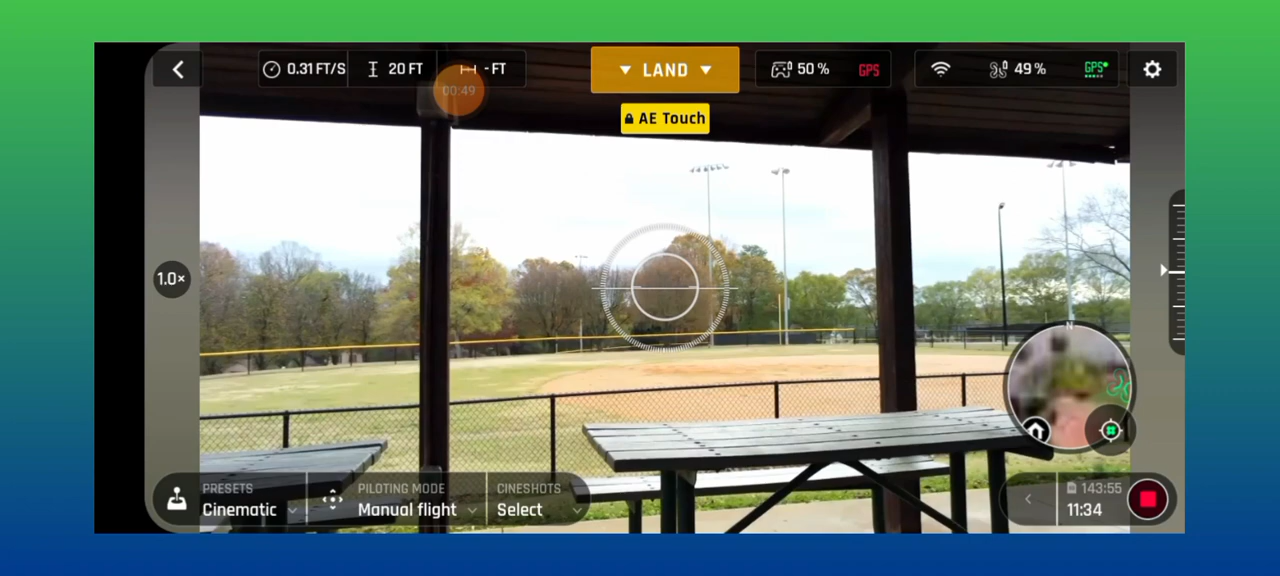 0.31 FT/S
20 FT
- FT
▼ LAND ▼
50 %
GPS
49 %
GPS
00:49
AE Touch
1.0×
N
PRESETS
Cinematic
PILOTING MODE
Manual flight
CINESHOTS
Select
143:55
11:34